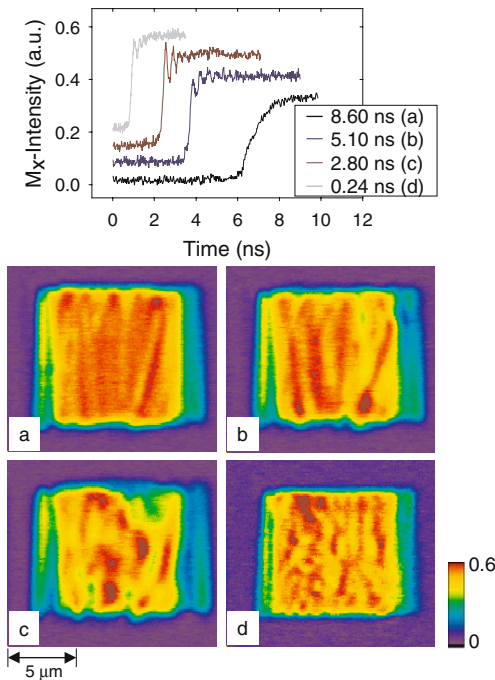 0.6
0.4
0.2
0.0
Mx-Intensity (a.u.)
0 2 4 6 8 10 12
Time (ns)
8.60 ns (a)
5.10 ns (b)
2.80 ns (c)
0.24 ns (d)
a
b
c
d
0.6
0
5 μm